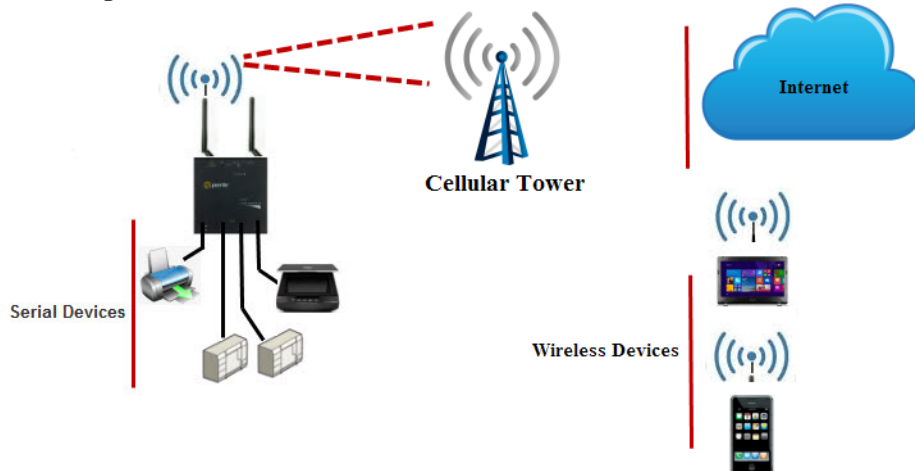 Internet
Cellular Tower
Serial Devices
Wireless Devices